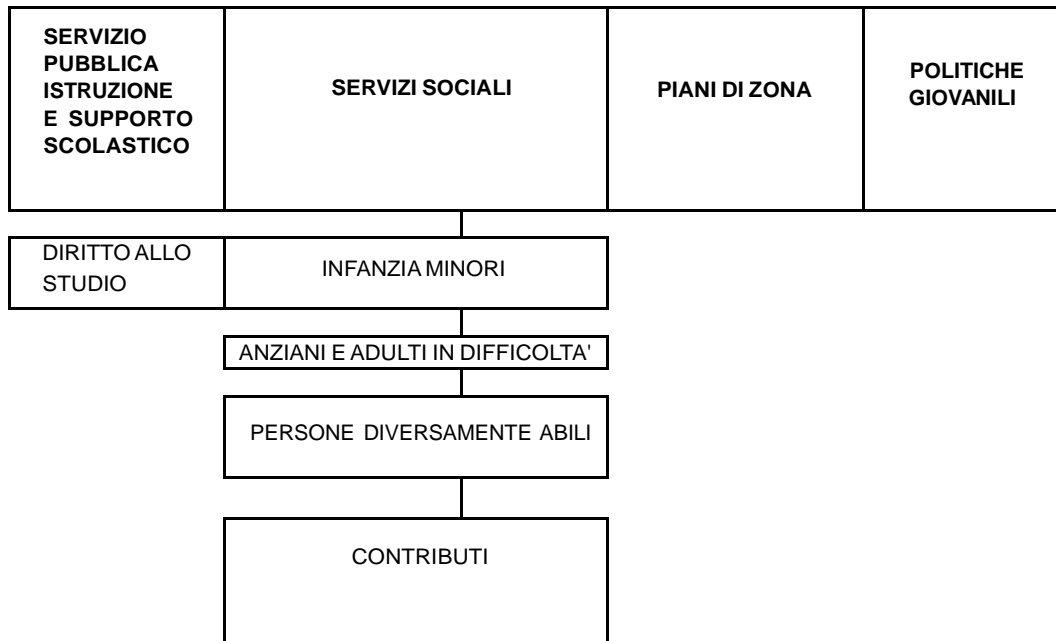 SERVIZIO
PUBBLICA
ISTRUZIONE
E SUPPORTO
SCOLASTICO
SERVIZI SOCIALI
PIANI DI ZONA
POLITICHE
GIOVANILI
DIRITTO ALLO
STUDIO
INFANZIA MINORI
ANZIANI E ADULTI IN DIFFICOLTA'
PERSONE DIVERSAMENTE ABILI
CONTRIBUTI